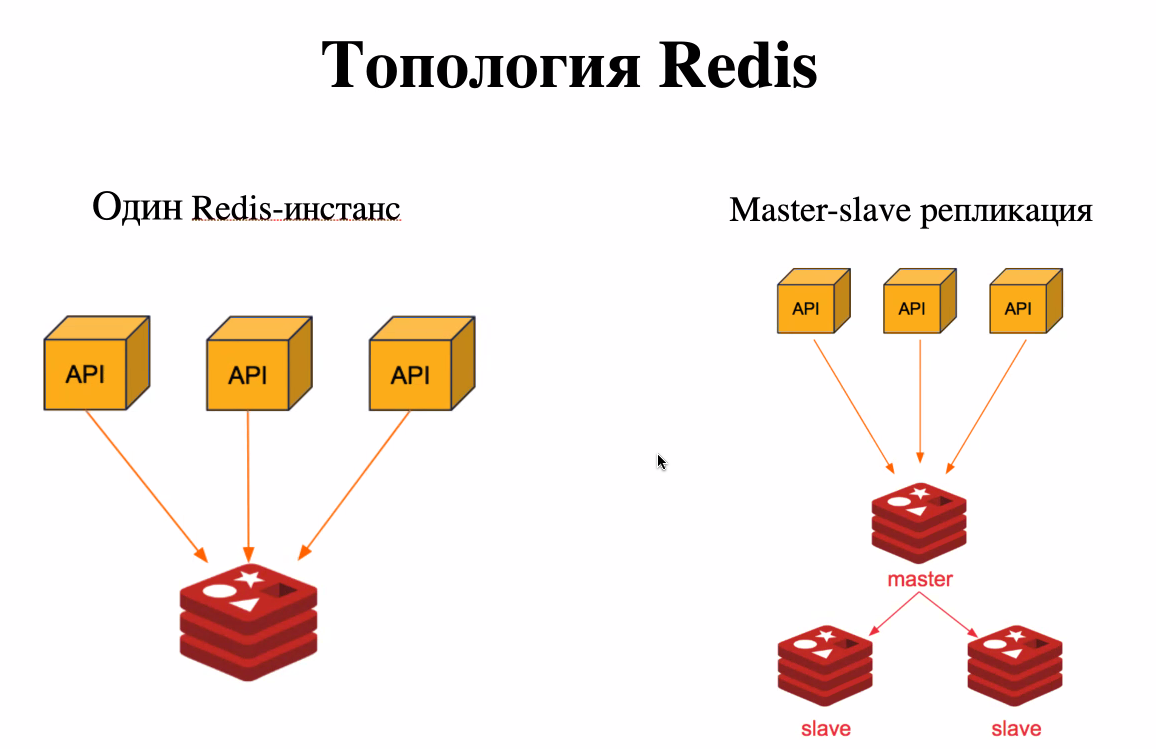 Топология Redis
Один Redis-инстанс
Master-slave репликация
API
API
API
API
API
API
master
slave
slave